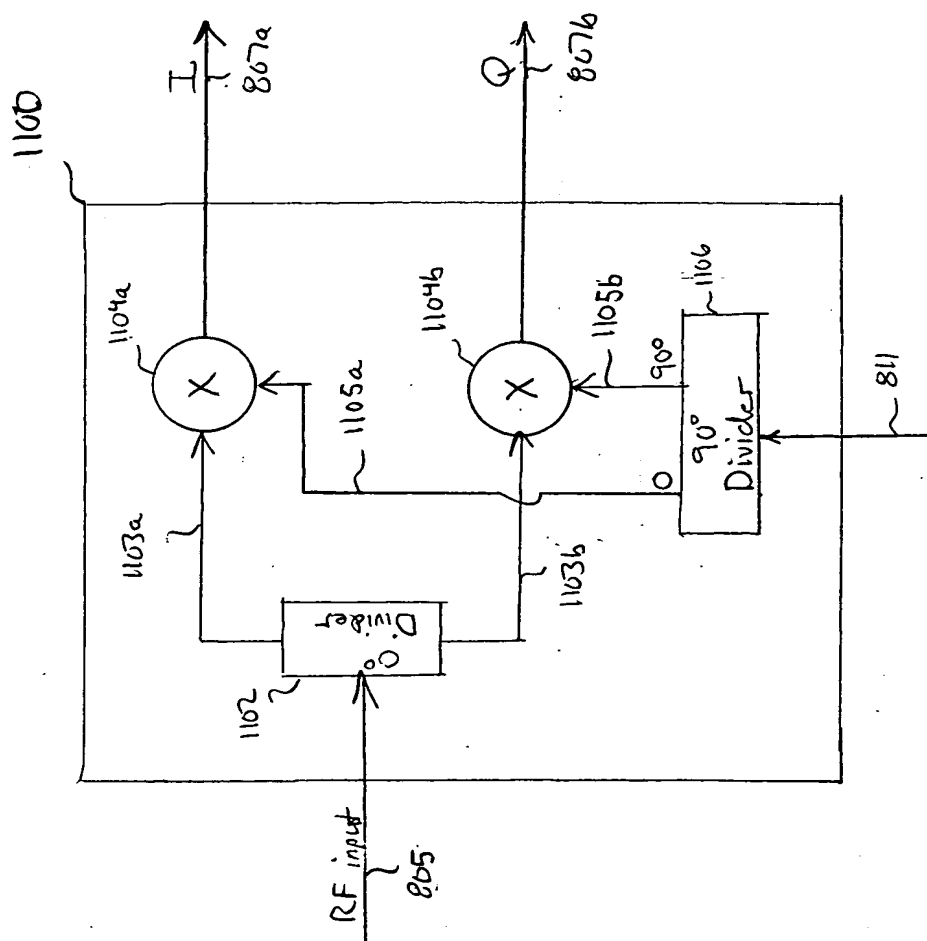 1100
I
807a
Q
807b
1104a
1104b
1103a
1105a
1105b
1106
X
X
90°
0
90°
Divider
1103b
0°
Divider
1102
RF input
805
811